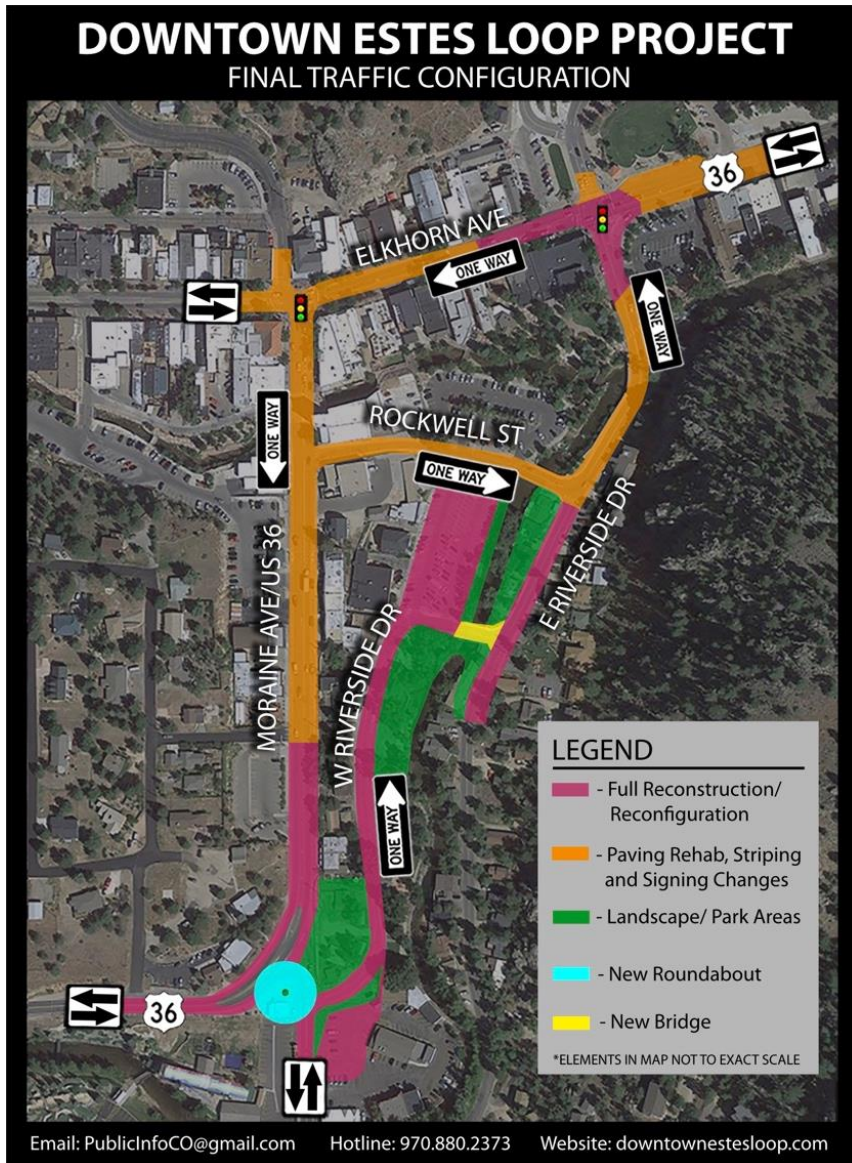 DOWNTOWN ESTES LOOP PROJECT
FINAL TRAFFIC CONFIGURATION
36
ELKHORN AVE
ONE WAY
ONE WAY
ONE WAY
ROCKWELL ST
ONE WAY
MORAINE AVE/US 36
W RIVERSIDE DR
E RIVERSIDE DR
ONE WAY
36
LEGEND
- Full Reconstruction/
Reconfiguration
- Paving Rehab, Striping
and Signing Changes
- Landscape/ Park Areas
- New Roundabout
- New Bridge
*ELEMENTS IN MAP NOT TO EXACT SCALE
Email: PublicInfoCO@gmail.com Hotline: 970.880.2373 Website: downtownestesloop.com